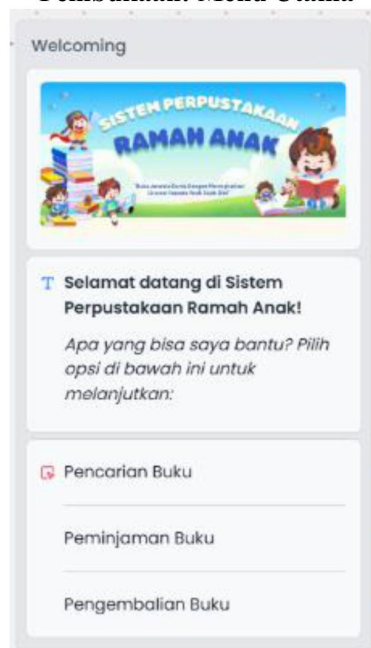 Welcoming
SISTEM PERPUSTAKAAN
RAMAH ANAK
T Selamat datang di Sistem
Perpustakaan Ramah Anak!
Apa yang bisa saya bantu? Pilih
opsi di bawah ini untuk
melanjutkan:
Pencarian Buku
Peminjaman Buku
Pengembalian Buku